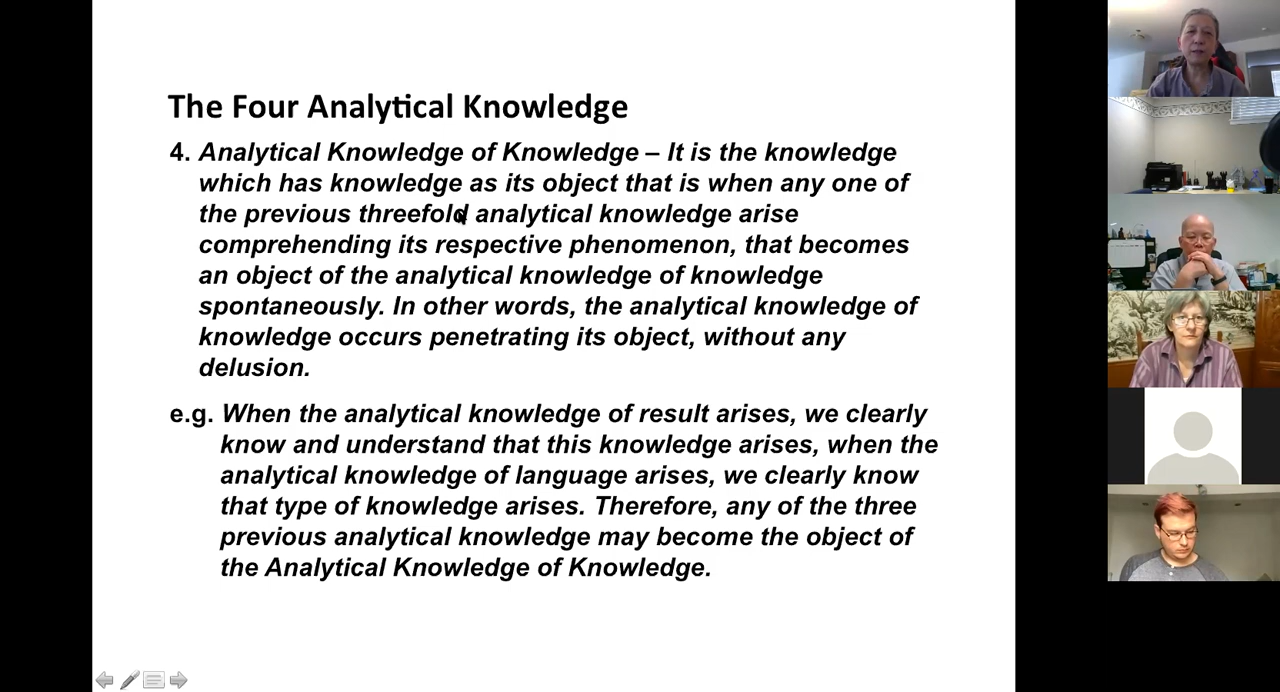 The Four Analytical Knowledge
4. Analytical Knowledge of Knowledge – It is the knowledge
which has knowledge as its object that is when any one of
the previous threefold analytical knowledge arise
comprehending its respective phenomenon, that becomes
an object of the analytical knowledge of knowledge
spontaneously. In other words, the analytical knowledge of
knowledge occurs penetrating its object, without any
delusion.
e.g. When the analytical knowledge of result arises, we clearly
know and understand that this knowledge arises, when the
analytical knowledge of language arises, we clearly know
that type of knowledge arises. Therefore, any of the three
previous analytical knowledge may become the object of
the Analytical Knowledge of Knowledge.